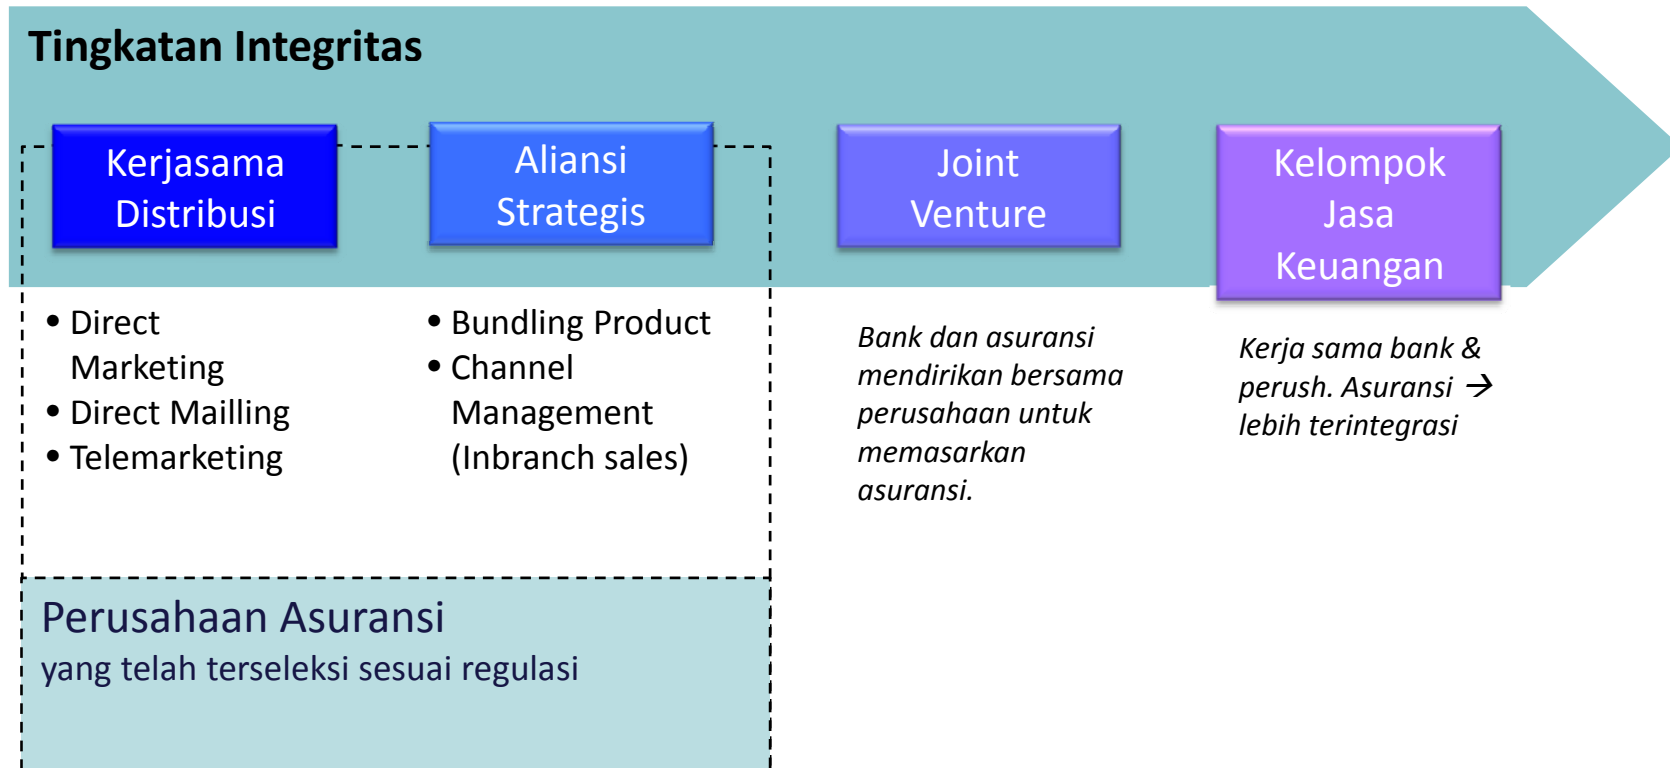 Tingkatan Integritas
Kerjasama
Distribusi
Aliansi
Strategis
Joint
Venture
Kelompok
Jasa
Keuangan
• Direct
Marketing
• Direct Mailling
• Telemarketing
• Bundling Product
• Channel
Management
(Inbranch sales)
Bank dan asuransi
mendirikan bersama
perusahaan untuk
memasarkan
asuransi.
Kerja sama bank &
perush. Asuransi →
lebih terintegrasi
Perusahaan Asuransi
yang telah terseleksi sesuai regulasi